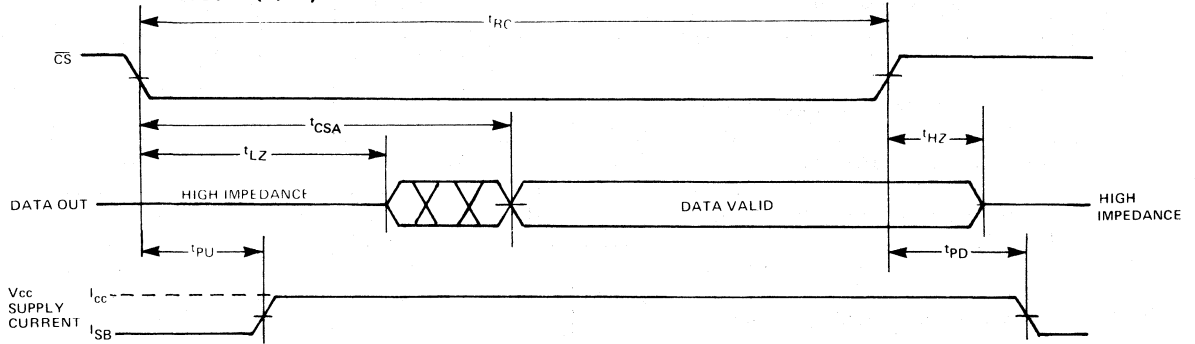 tRC
CS
tCSA
tHZ
tLZ
DATA OUT
HIGH IMPEDANCE
DATA VALID
HIGH
IMPEDANCE
tPU
tPD
Vcc
SUPPLY
CURRENT
Icc
ISB